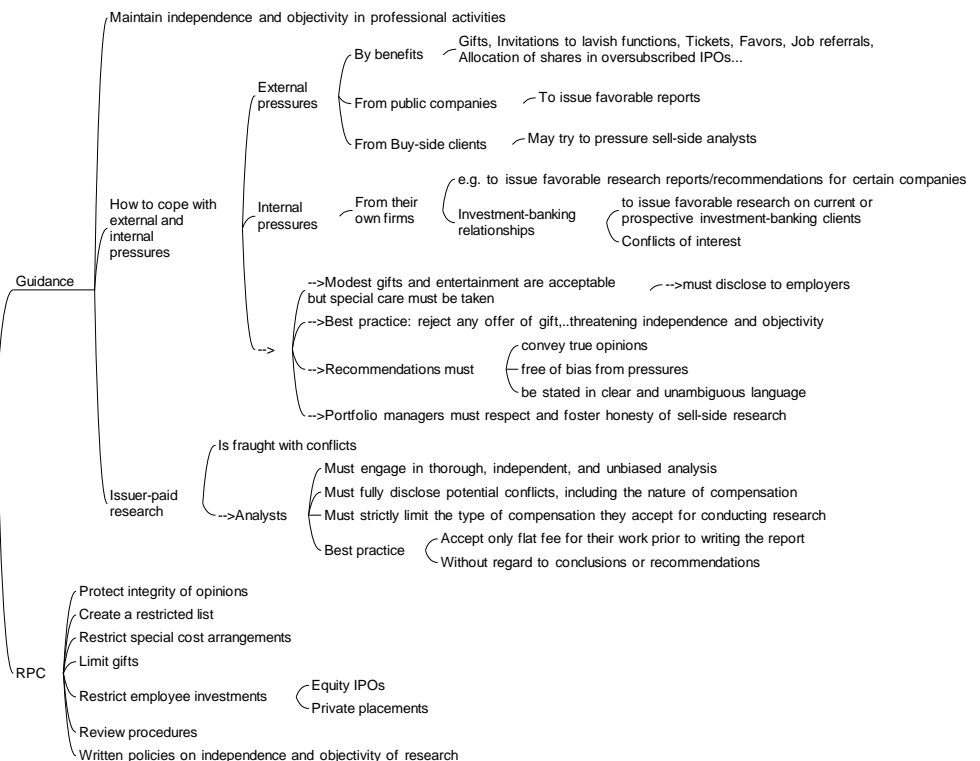 Maintain independence and objectivity in professional activities
Gifts, Invitations to lavish functions, Tickets, Favors, Job referrals,
Allocation of shares in oversubscribed IPOs...
By benefits
External
pressures
From public companies
To issue favorable reports
From Buy-side clients
May try to pressure sell-side analysts
How to cope with
external and
internal
pressures
Internal
pressures
From their
own firms
e.g. to issue favorable research reports/recommendations for certain companies
Investment-banking
relationships
to issue favorable research on current or
prospective investment-banking clients
Conflicts of interest
Guidance
-->
-->Modest gifts and entertainment are acceptable
but special care must be taken
-->must disclose to employers
-->Best practice: reject any offer of gift,..threatening independence and objectivity
-->Recommendations must
convey true opinions
free of bias from pressures
be stated in clear and unambiguous language
-->Portfolio managers must respect and foster honesty of sell-side research
Issuer-paid
research
Is fraught with conflicts
-->Analysts
Must engage in thorough, independent, and unbiased analysis
Must fully disclose potential conflicts, including the nature of compensation
Must strictly limit the type of compensation they accept for conducting research
Best practice
Accept only flat fee for their work prior to writing the report
Without regard to conclusions or recommendations
RPC
Protect integrity of opinions
Create a restricted list
Restrict special cost arrangements
Limit gifts
Restrict employee investments
Equity IPOs
Private placements
Review procedures
Written policies on independence and objectivity of research